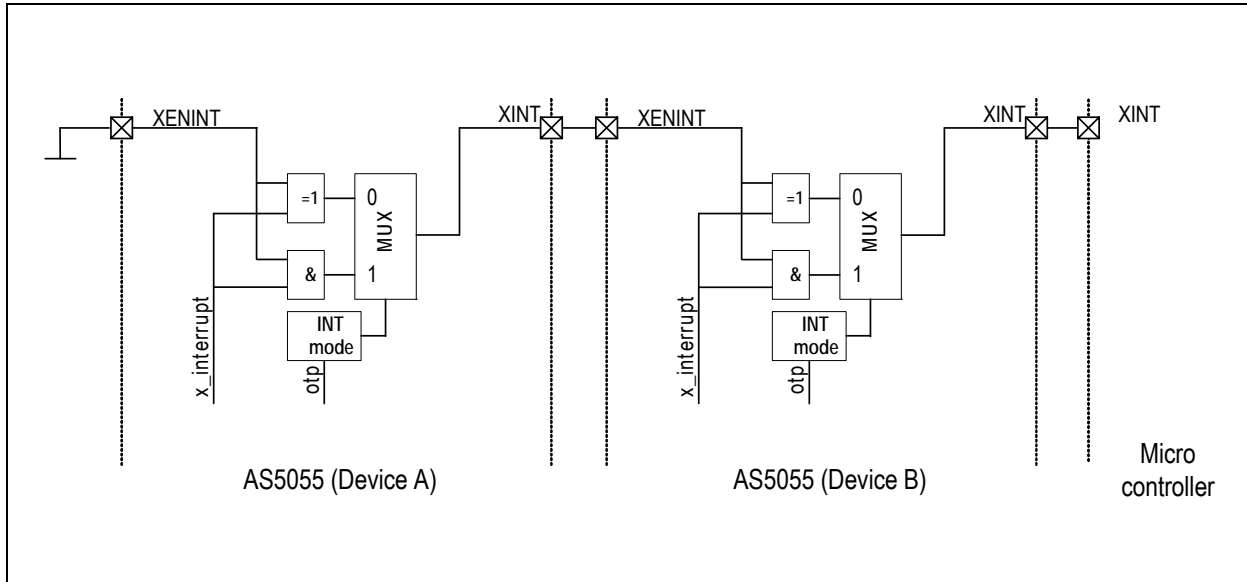 XENINT
XINT
XENINT
XINT
XINT
=1
0
MUX
&
1
INT
mode
x_interrupt
otp
=1
0
MUX
&
1
INT
mode
x_interrupt
otp
AS5055 (Device A)
AS5055 (Device B)
Micro
controller